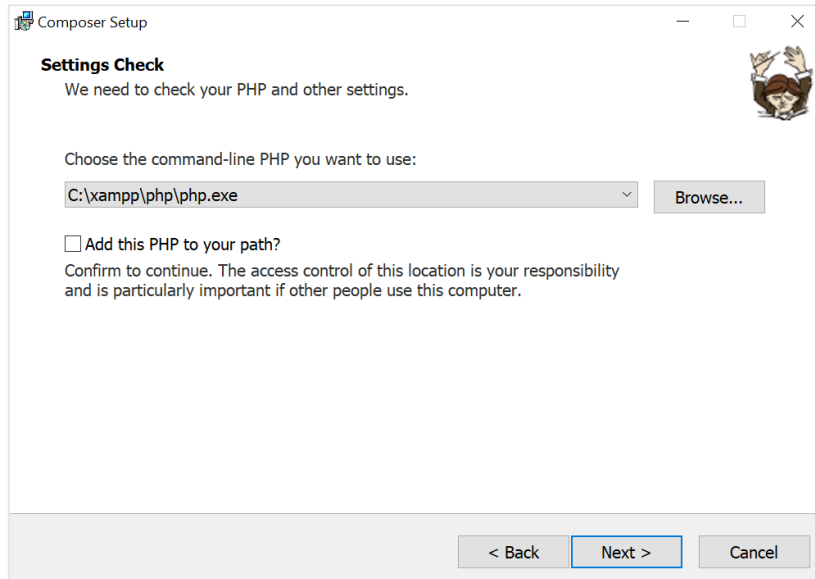 Composer Setup
Settings Check
We need to check your PHP and other settings.
Choose the command-line PHP you want to use:
C:\xampp\php\php.exe
Browse...
Add this PHP to your path?
Confirm to continue. The access control of this location is your responsibility
and is particularly important if other people use this computer.
< Back
Next >
Cancel